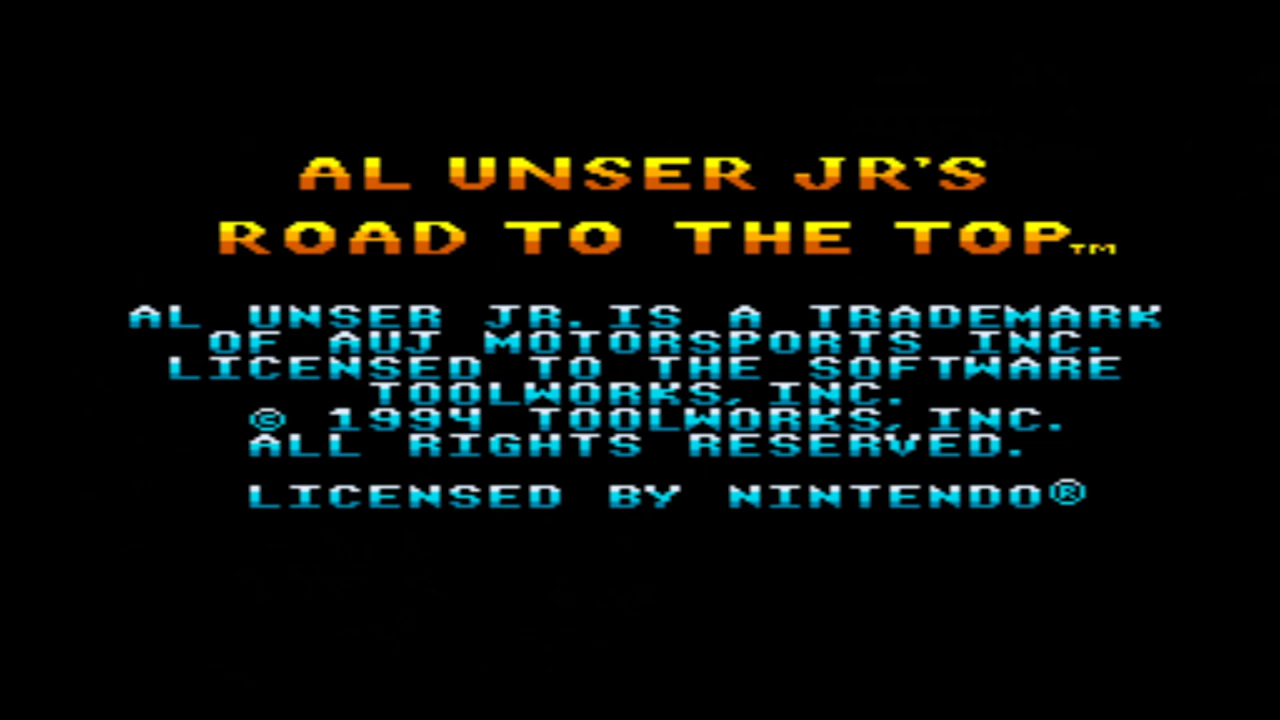 AL UNSER JR'S
ROAD TO THE TOP™
AL UNSER JR. IS A TRADEMARK
OF AUJ MOTORSPORTS INC.
LICENSED TO THE SOFTWARE
TOOLWORKS, INC.
© 1994 TOOLWORKS, INC.
ALL RIGHTS RESERVED.
LICENSED BY NINTENDO®